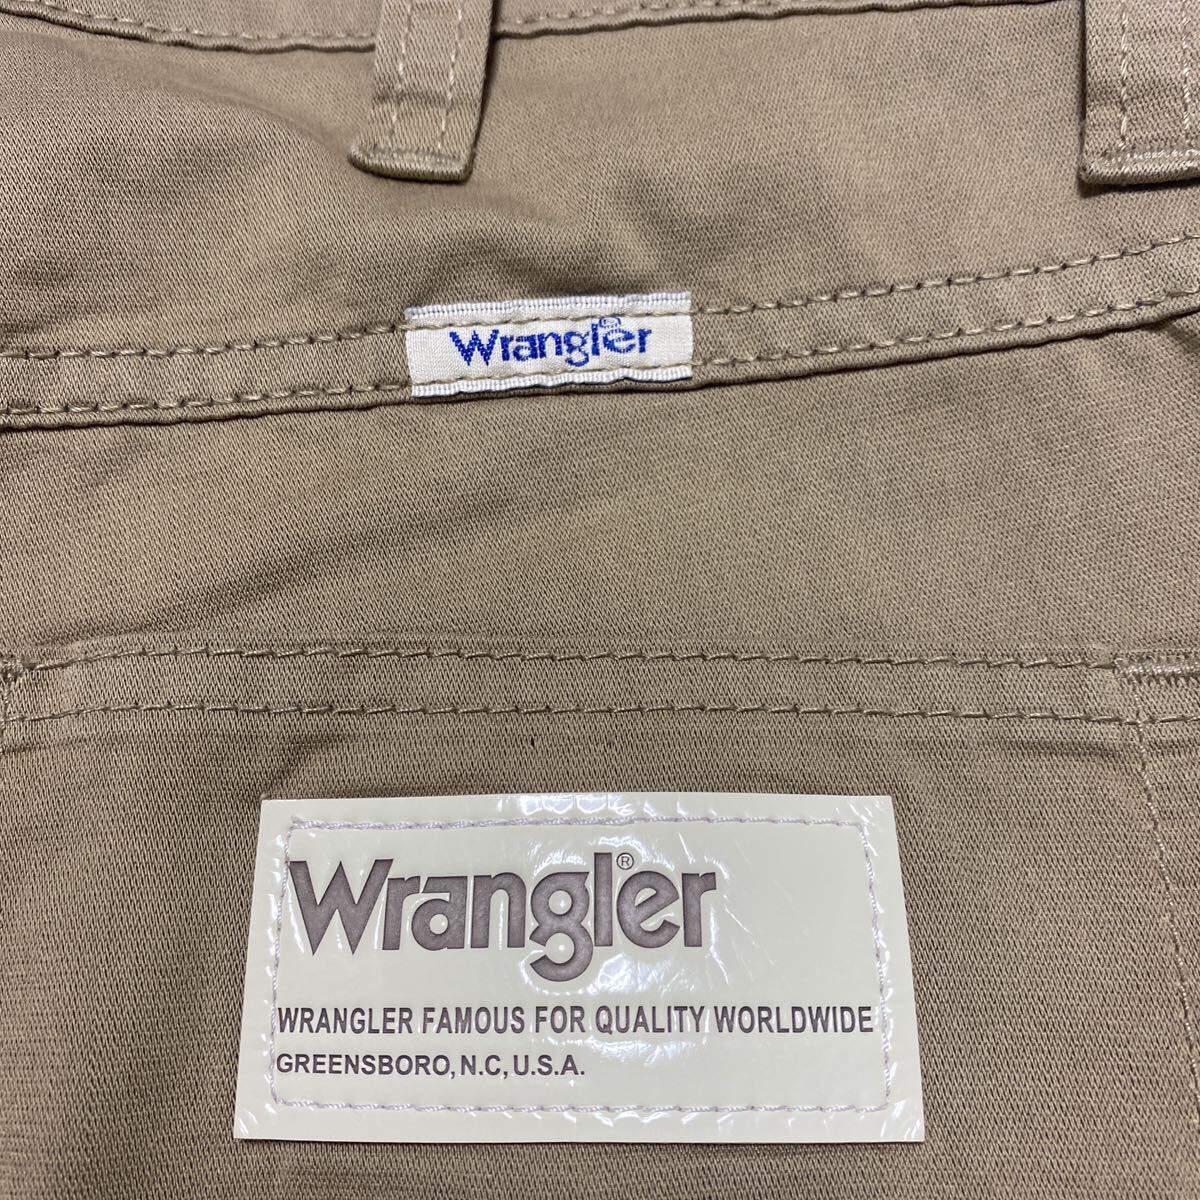 Wrangler®
Wrangler®
WRANGLER FAMOUS FOR QUALITY WORLDWIDE
GREENSBORO, N.C, U.S.A.